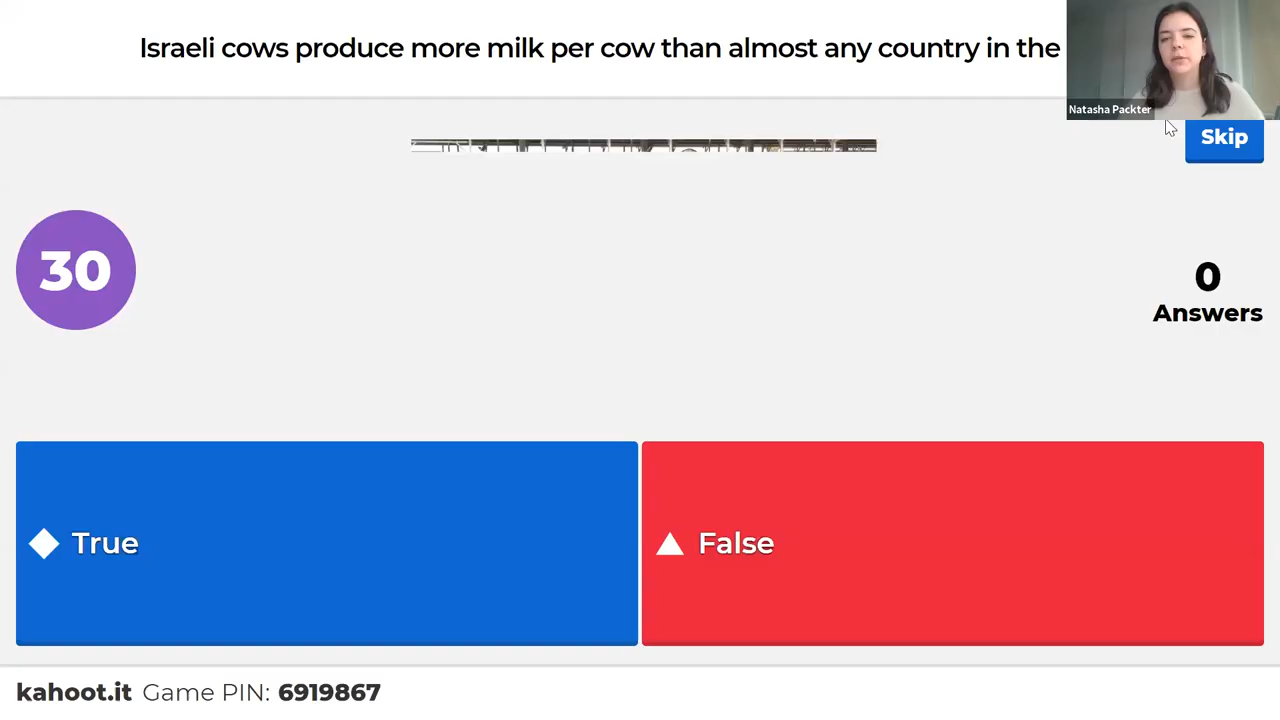 Israeli cows produce more milk per cow than almost any country in the
Natasha Packter
Skip
30
0
Answers
True
False
kahoot.it Game PIN: 6919867